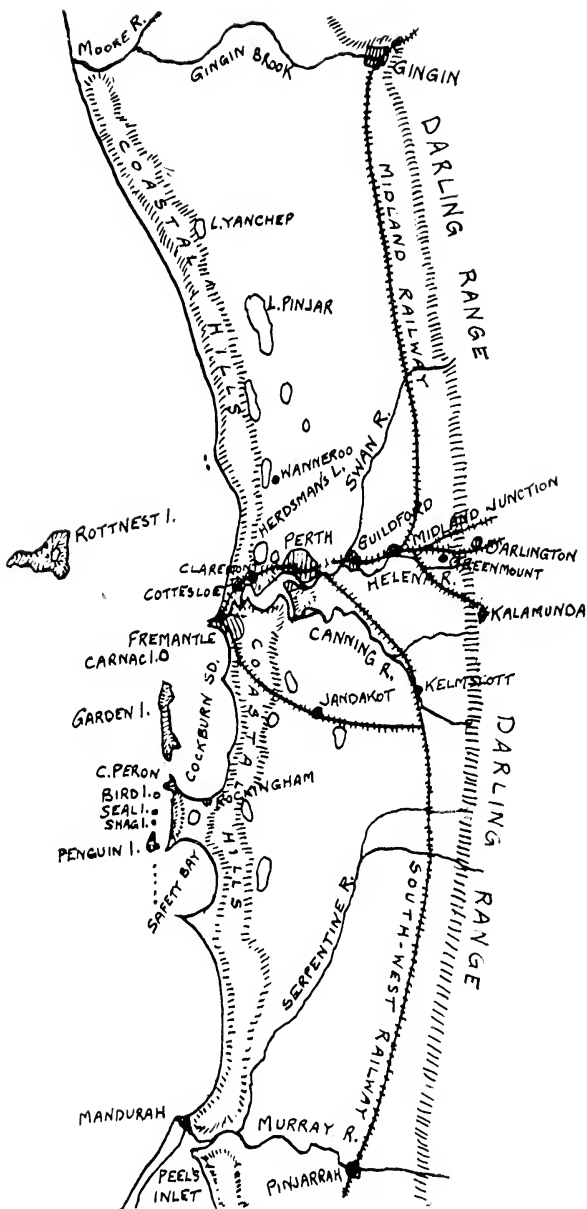 MOORE R.
GINGIN BROOK
GINGIN
COASTAL HILLS
DARLING RANGE
MIDLAND RAILWAY
L. YANCHEP
L. PINJAR
WANNEROO
HERDSMAN'S L.
SWAN R.
ROTTNEST I.
PERTH
GUILDFORD
MIDLAND JUNCTION
CLAREMONT
DARLINGTON
GREENMOUNT
COTTESLOE
HELENA R.
KALAMUNDA
FREMANTLE
CANNING R.
CARNAC I.
COASTAL HILLS
KELMSCOTT
COCKBURN SD.
JANDAKOT
GARDEN I.
DARLING RANGE
C. PERON
BIRD I.
ROCKINGHAM
SEAL I.
SHAG I.
PENGUIN I.
SAFETY BAY
SERPENTINE R.
SOUTH-WEST RAILWAY
MANDURAH
MURRAY R.
PEEL'S
INLET
PINJARRAH